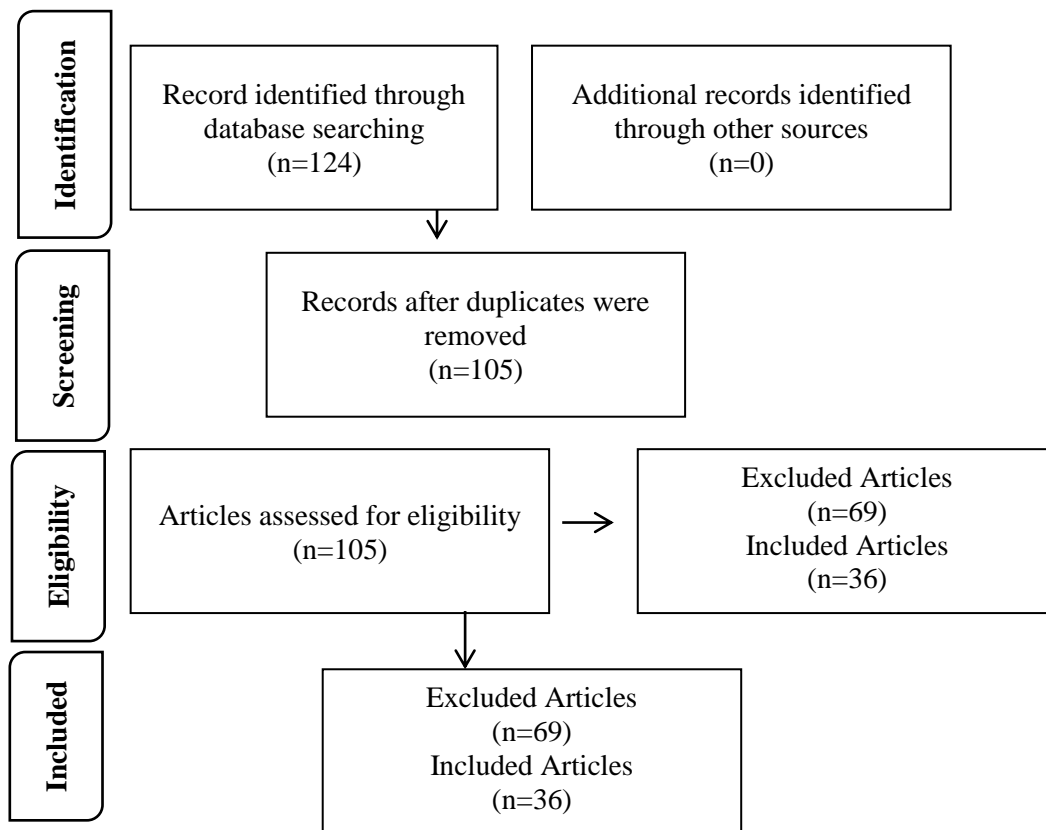 Identification
Record identified through
database searching
(n=124)
Additional records identified
through other sources
(n=0)
Screening
Records after duplicates were
removed
(n=105)
Eligibility
Articles assessed for eligibility
(n=105)
Excluded Articles
(n=69)
Included Articles
(n=36)
Included
Excluded Articles
(n=69)
Included Articles
(n=36)